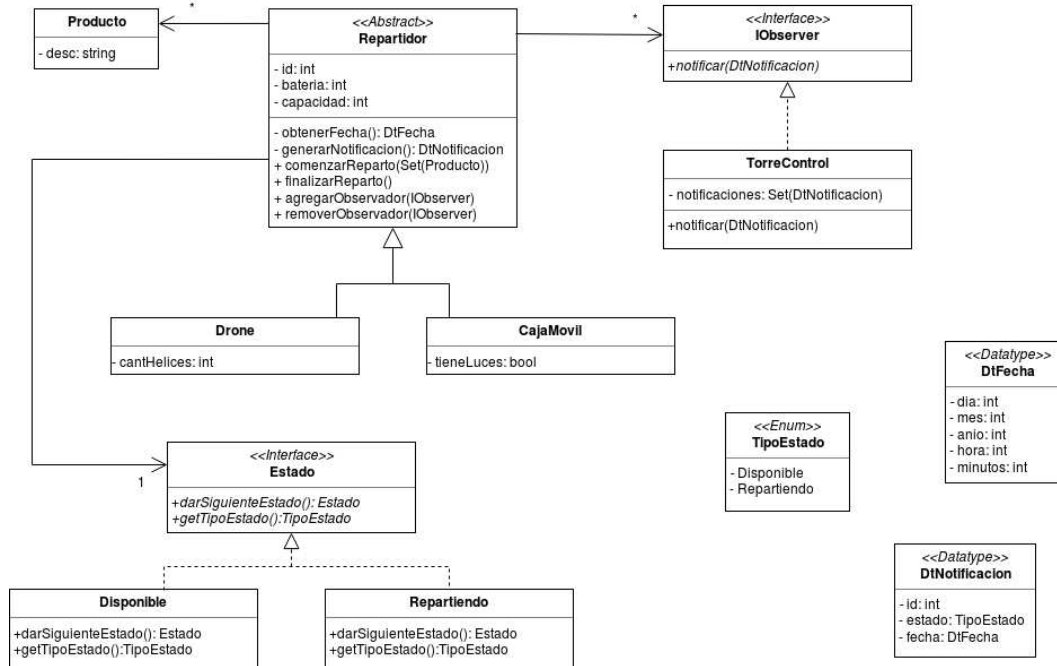 Producto
- desc: string
*
<<Abstract>>
Repartidor
- id: int
- bateria: int
- capacidad: int
- obtenerFecha(): DtFecha
- generarNotificacion(): DtNotificacion
+ comenzarReparto(Set(Producto))
+ finalizarReparto()
+ agregarObservador(IObserver)
+ removerObservador(IObserver)
*
<<Interface>>
IObserver
+notificar(DtNotificacion)
TorreControl
- notificaciones: Set(DtNotificacion)
+notificar(DtNotificacion)
Drone
- cantHelices: int
CajaMovil
- tieneLuces: bool
<<Datatype>>
DtFecha
- dia: int
- mes: int
- anio: int
- hora: int
- minutos: int
<<Enum>>
TipoEstado
- Disponible
- Repartiendo
1
<<Interface>>
Estado
+darSiguienteEstado(): Estado
+getTipoEstado():TipoEstado
<<Datatype>>
DtNotificacion
- id: int
- estado: TipoEstado
- fecha: DtFecha
Disponible
+darSiguienteEstado(): Estado
+getTipoEstado():TipoEstado
Repartiendo
+darSiguienteEstado(): Estado
+getTipoEstado():TipoEstado